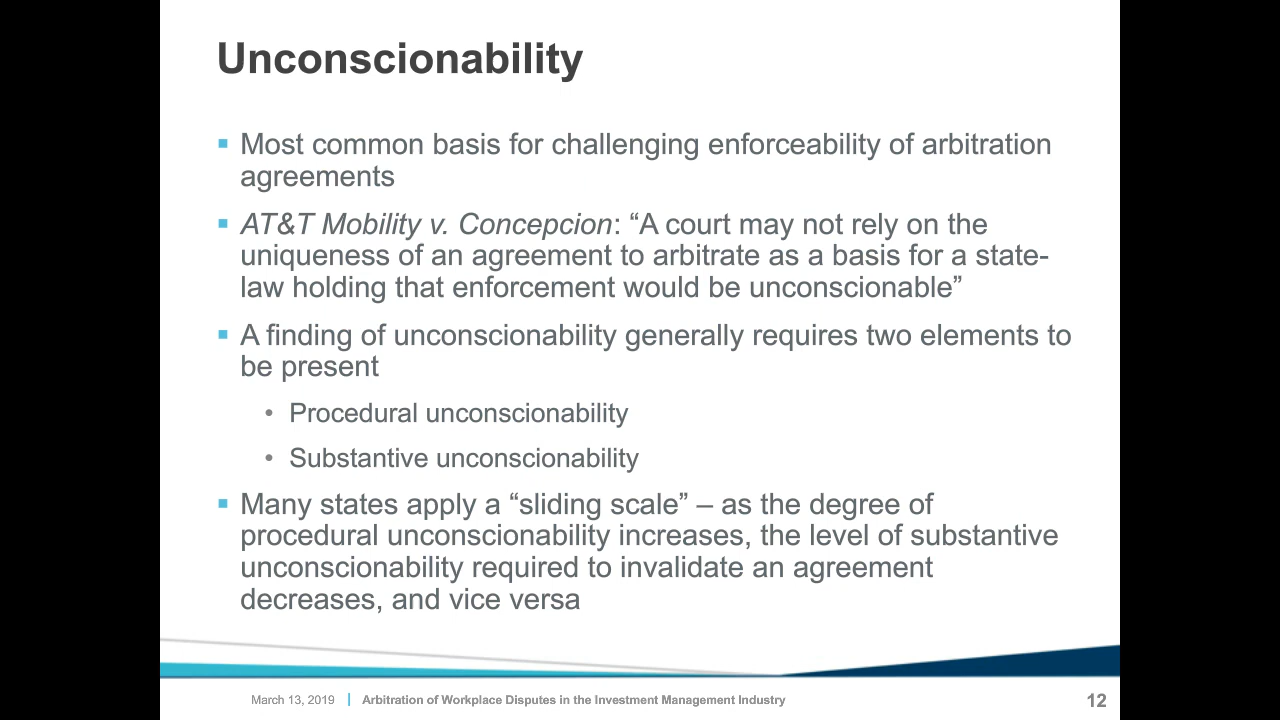 Unconscionability
▪ Most common basis for challenging enforceability of arbitration
agreements
▪ AT&T Mobility v. Concepcion: “A court may not rely on the
uniqueness of an agreement to arbitrate as a basis for a state-
law holding that enforcement would be unconscionable”
▪ A finding of unconscionability generally requires two elements to
be present
• Procedural unconscionability
• Substantive unconscionability
▪ Many states apply a “sliding scale” – as the degree of
procedural unconscionability increases, the level of substantive
unconscionability required to invalidate an agreement
decreases, and vice versa
March 13, 2019 | Arbitration of Workplace Disputes in the Investment Management Industry 12